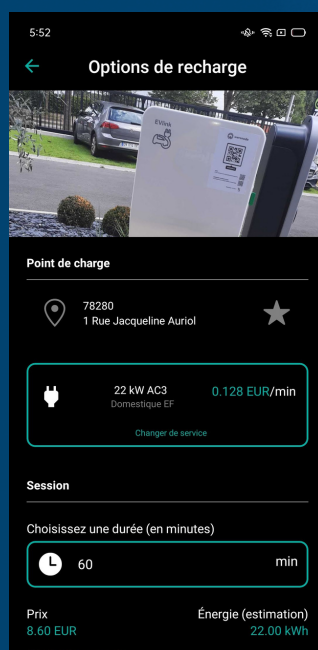 5:52
Options de recharge
EVlink
Point de charge
78280
1 Rue Jacqueline Auriol
22 kW AC3
0.128 EUR/min
Domestique EF
Changer de service
Session
Choisissez une durée (en minutes)
60
min
Prix
Énergie (estimation)
8.60 EUR
22.00 kWh